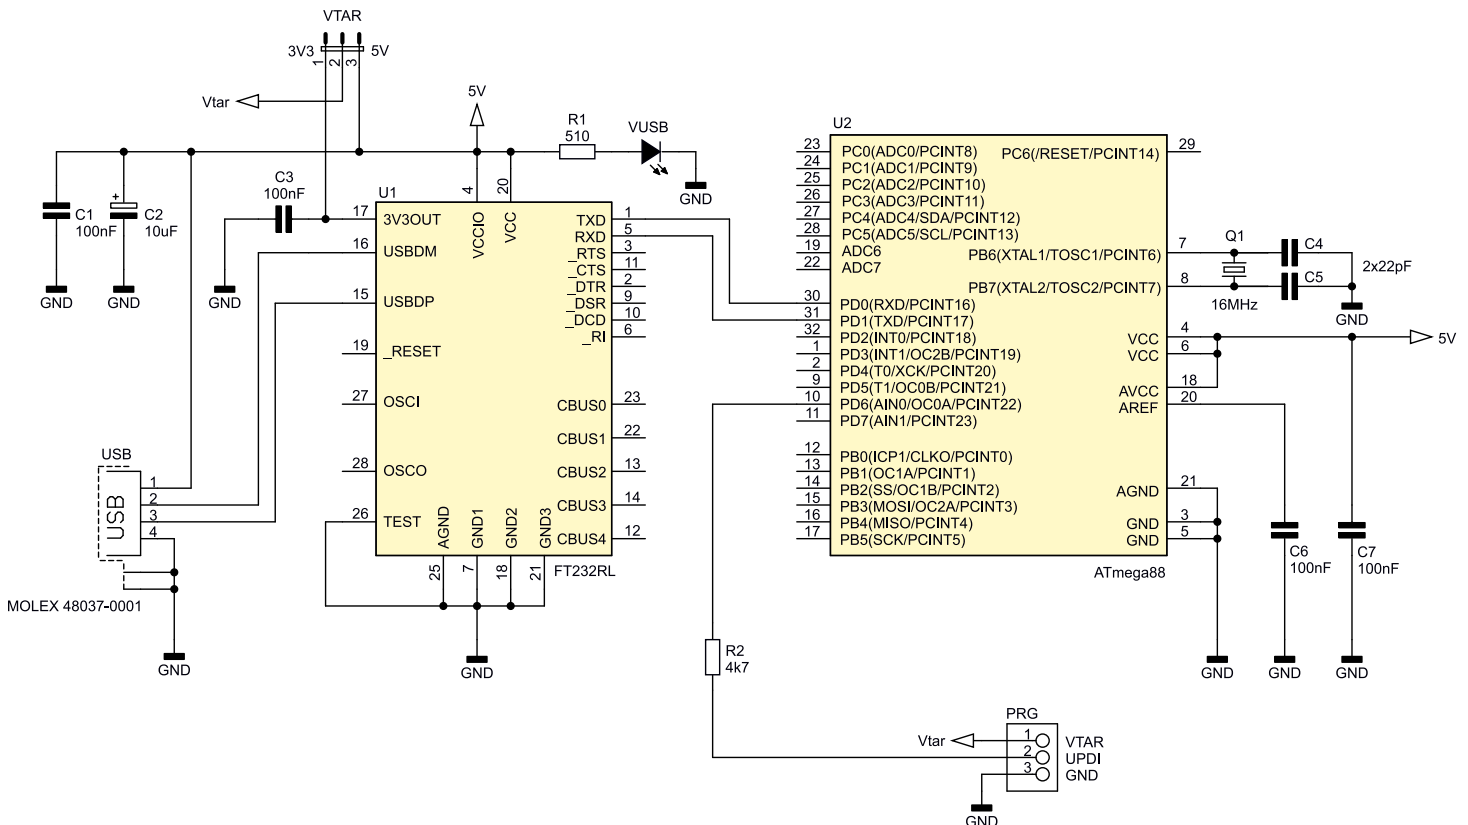 VTAR
3V3
5V
1
2
3
Vtar
5V
R1
510
VUSB
GND
C1
100nF
GND
C2
10uF
GND
+
C3
100nF
GND
U1
4
20
VCCIO
VCC
17
3V3OUT
16
USBDM
15
USBDP
19
_RESET
27
OSCI
28
OSCO
26
TEST
TXD
1
RXD
5
_RTS
3
_CTS
11
_DTR
2
_DSR
9
_DCD
10
_RI
6
CBUS0
23
CBUS1
22
CBUS2
13
CBUS3
14
CBUS4
12
AGND
GND1
GND2
GND3
25
7
18
21
FT232RL
GND
USB
USB
1
2
3
4
MOLEX 48037-0001
GND
U2
23
PC0(ADC0/PCINT8)
24
PC1(ADC1/PCINT9)
25
PC2(ADC2/PCINT10)
26
PC3(ADC3/PCINT11)
27
PC4(ADC4/SDA/PCINT12)
28
PC5(ADC5/SCL/PCINT13)
19
ADC6
22
ADC7
30
PD0(RXD/PCINT16)
31
PD1(TXD/PCINT17)
32
PD2(INT0/PCINT18)
1
PD3(INT1/OC2B/PCINT19)
2
PD4(T0/XCK/PCINT20)
9
PD5(T1/OC0B/PCINT21)
10
PD6(AIN0/OC0A/PCINT22)
11
PD7(AIN1/PCINT23)
12
PB0(ICP1/CLKO/PCINT0)
13
PB1(OC1A/PCINT1)
14
PB2(SS/OC1B/PCINT2)
15
PB3(MOSI/OC2A/PCINT3)
16
PB4(MISO/PCINT4)
17
PB5(SCK/PCINT5)
PC6(/RESET/PCINT14)
29
PB6(XTAL1/TOSC1/PCINT6)
7
PB7(XTAL2/TOSC2/PCINT7)
8
VCC
4
VCC
6
AVCC
18
AREF
20
AGND
21
GND
3
GND
5
ATmega88
Q1
16MHz
C4
C5
2x22pF
GND
5V
C6
100nF
C7
100nF
GND
GND
GND
R2
4k7
PRG
Vtar
1
VTAR
2
UPDI
3
GND
GND